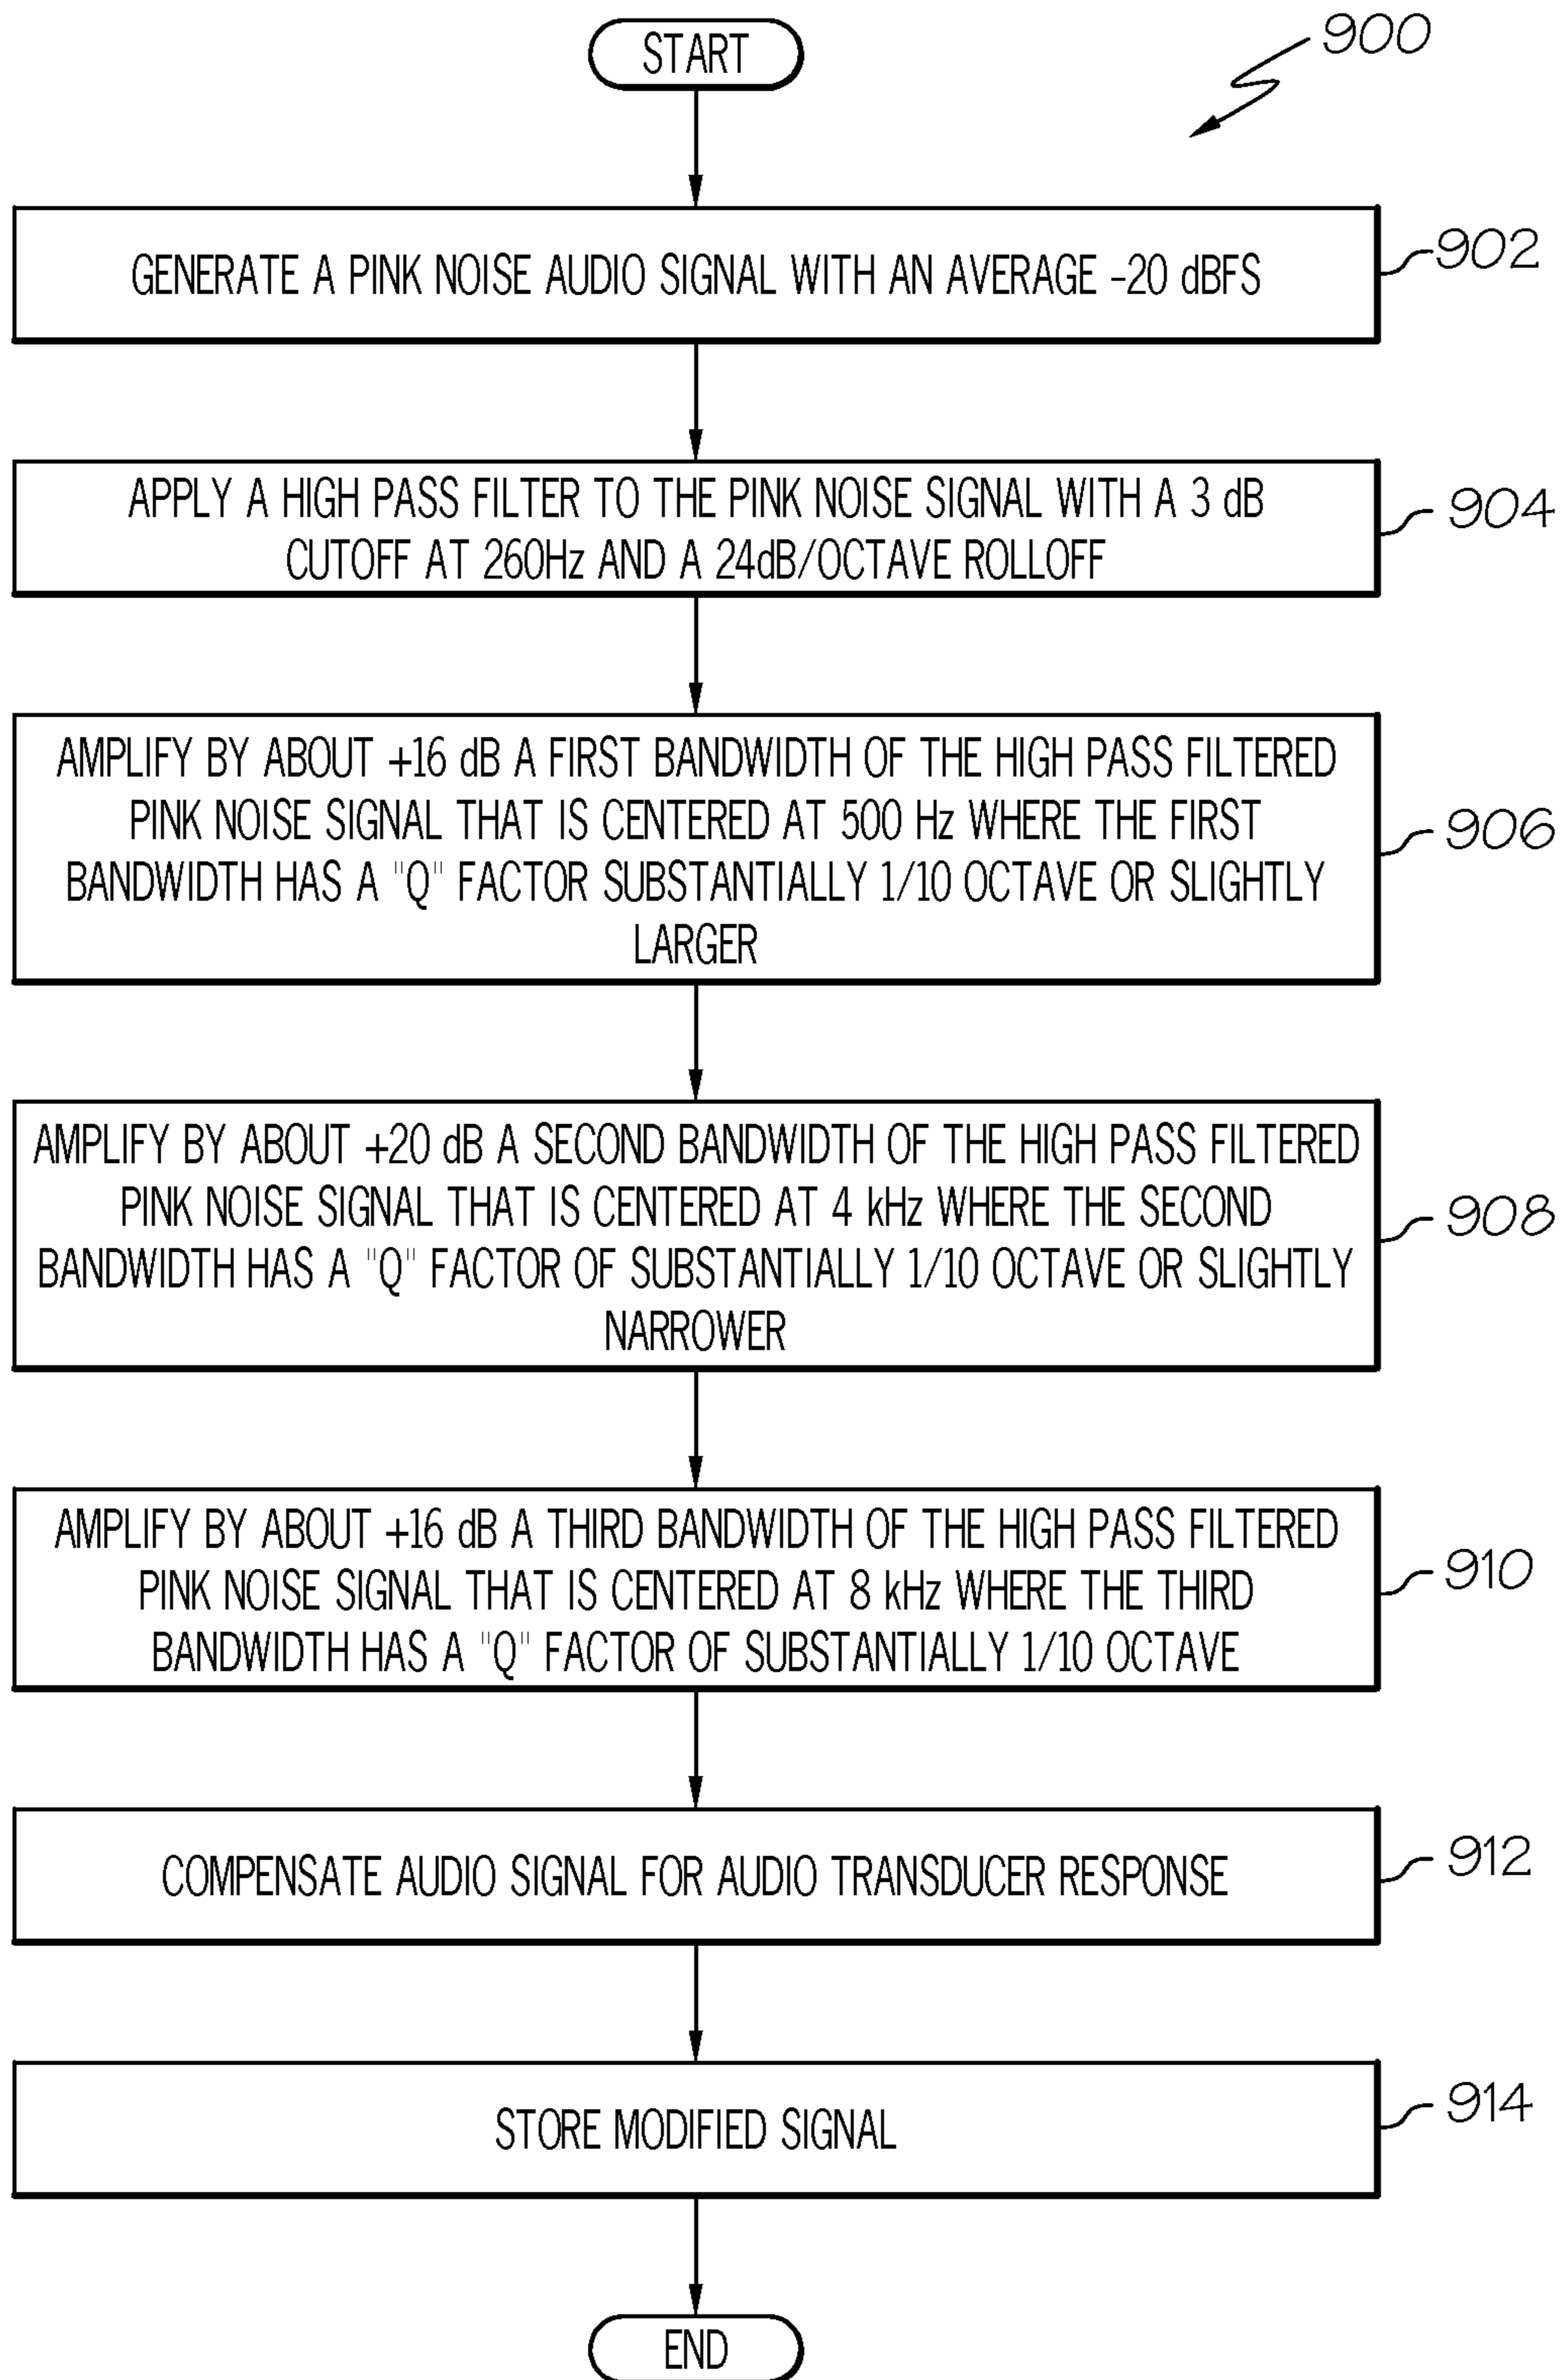 START
900
GENERATE A PINK NOISE AUDIO SIGNAL WITH AN AVERAGE -20 dBFS
902
APPLY A HIGH PASS FILTER TO THE PINK NOISE SIGNAL WITH A 3 dB
CUTOFF AT 260Hz AND A 24dB/OCTAVE ROLLOFF
904
AMPLIFY BY ABOUT +16 dB A FIRST BANDWIDTH OF THE HIGH PASS FILTERED
PINK NOISE SIGNAL THAT IS CENTERED AT 500 Hz WHERE THE FIRST
BANDWIDTH HAS A "Q" FACTOR SUBSTANTIALLY 1/10 OCTAVE OR SLIGHTLY
LARGER
906
AMPLIFY BY ABOUT +20 dB A SECOND BANDWIDTH OF THE HIGH PASS FILTERED
PINK NOISE SIGNAL THAT IS CENTERED AT 4 kHz WHERE THE SECOND
BANDWIDTH HAS A "Q" FACTOR OF SUBSTANTIALLY 1/10 OCTAVE OR SLIGHTLY
NARROWER
908
AMPLIFY BY ABOUT +16 dB A THIRD BANDWIDTH OF THE HIGH PASS FILTERED
PINK NOISE SIGNAL THAT IS CENTERED AT 8 kHz WHERE THE THIRD
BANDWIDTH HAS A "Q" FACTOR OF SUBSTANTIALLY 1/10 OCTAVE
910
COMPENSATE AUDIO SIGNAL FOR AUDIO TRANSDUCER RESPONSE
912
STORE MODIFIED SIGNAL
914
END